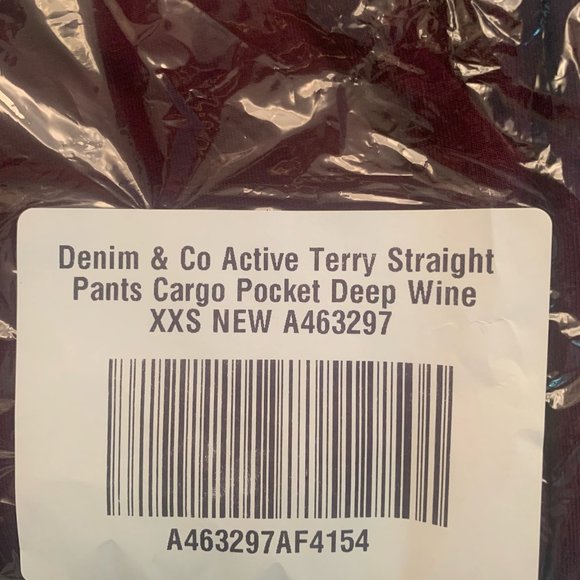 Denim & Co Active Terry Straight
Pants Cargo Pocket Deep Wine
XXS NEW A463297
A463297AF4154